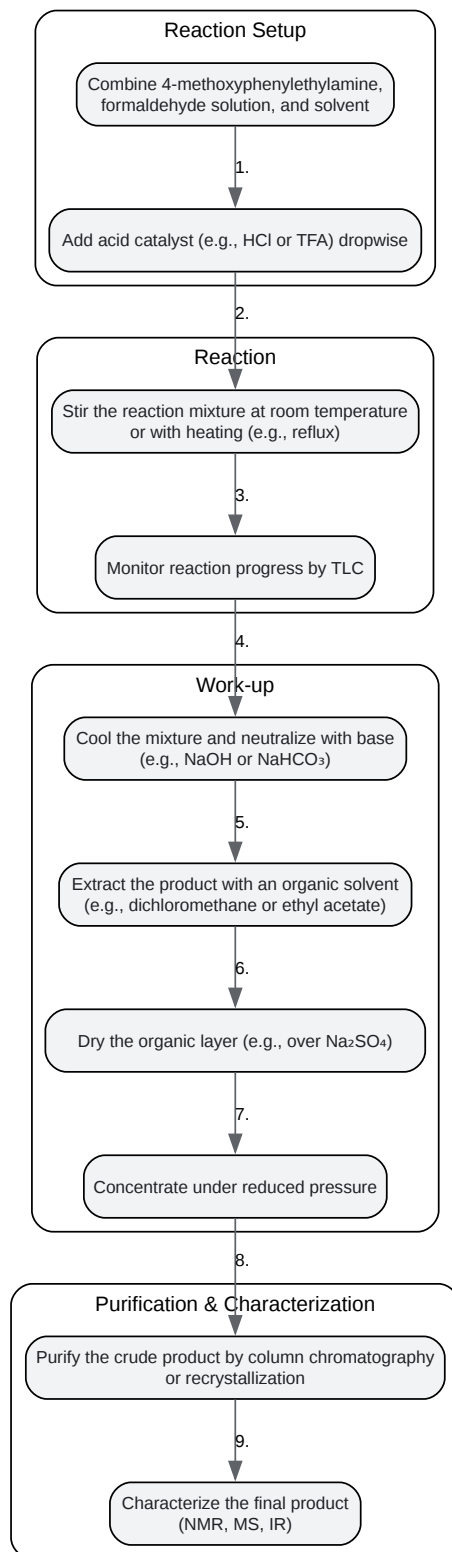 Reaction Setup
Combine 4-methoxyphenylethylamine,
formaldehyde solution, and solvent
1.
Add acid catalyst (e.g., HCl or TFA) dropwise
2.
Reaction
Stir the reaction mixture at room temperature
or with heating (e.g., reflux)
3.
Monitor reaction progress by TLC
4.
Work-up
Cool the mixture and neutralize with base
(e.g., NaOH or NaHCO₃)
5.
Extract the product with an organic solvent
(e.g., dichloromethane or ethyl acetate)
6.
Dry the organic layer (e.g., over Na₂SO₄)
7.
Concentrate under reduced pressure
8.
Purification & Characterization
Purify the crude product by column chromatography
or recrystallization
9.
Characterize the final product
(NMR, MS, IR)